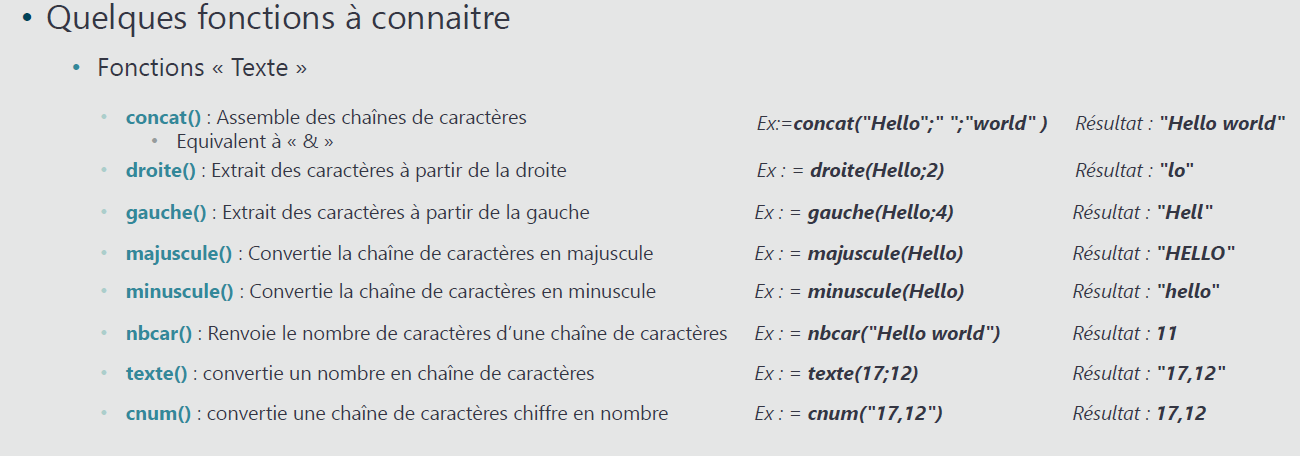 • Quelques fonctions à connaitre
• Fonctions « Texte »
• concat() : Assemble des chaînes de caractères Ex:=concat("Hello";" ";"world" ) Résultat : "Hello world"
• Equivalent à « & »
• droite() : Extrait des caractères à partir de la droite Ex : = droite(Hello;2) Résultat : "lo"
• gauche() : Extrait des caractères à partir de la gauche Ex : = gauche(Hello;4) Résultat : "Hell"
• majuscule() : Convertie la chaîne de caractères en majuscule Ex : = majuscule(Hello) Résultat : "HELLO"
• minuscule() : Convertie la chaîne de caractères en minuscule Ex : = minuscule(Hello) Résultat : "hello"
• nbcar() : Renvoie le nombre de caractères d’une chaîne de caractères Ex : = nbcar("Hello world") Résultat : 11
• texte() : convertie un nombre en chaîne de caractères Ex : = texte(17;12) Résultat : "17,12"
• cnum() : convertie une chaîne de caractères chiffre en nombre Ex : = cnum("17,12") Résultat : 17,12